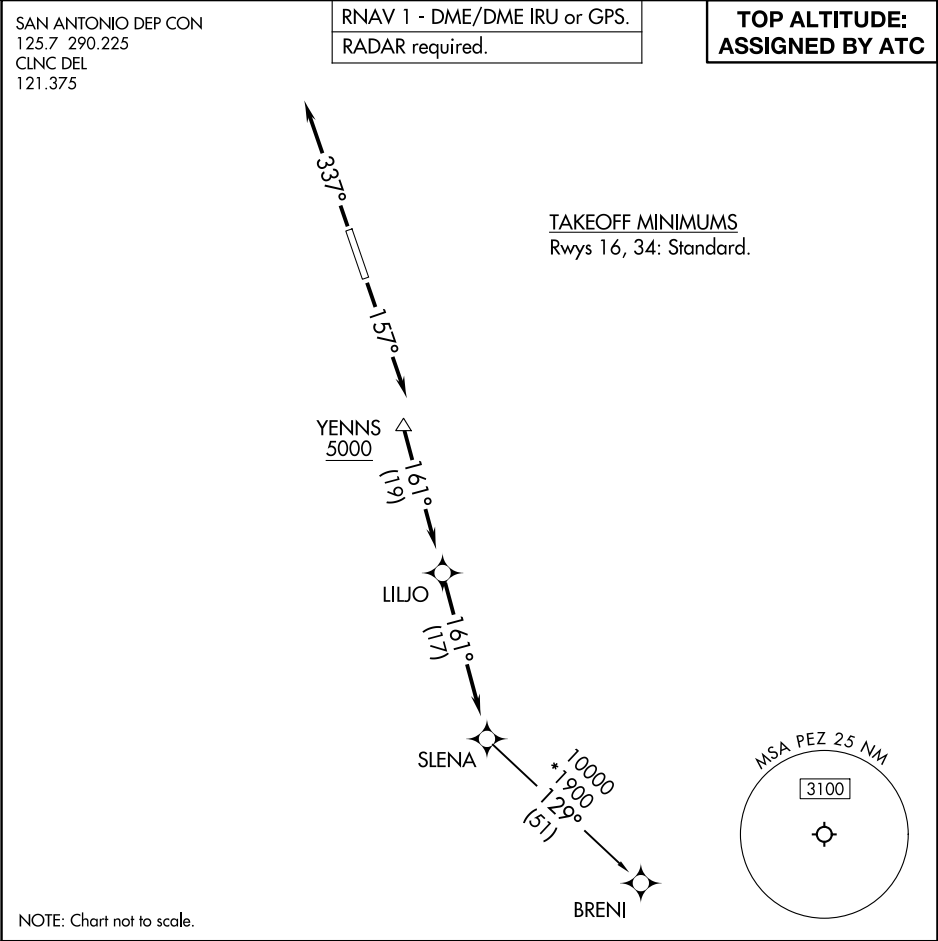 SAN ANTONIO DEP CON
125.7 290.225
CLNC DEL
121.375
RNAV 1 - DME/DME IRU or GPS.
RADAR required.
TOP ALTITUDE:
ASSIGNED BY ATC
337°
TAKEOFF MINIMUMS
Rwys 16, 34: Standard.
157°
YENNS
5000
161°
(19)
LILJO
161°
(17)
SLENA
10000
*1900
129°
(51)
BRENI
MSA PEZ 25 NM
3100
NOTE: Chart not to scale.